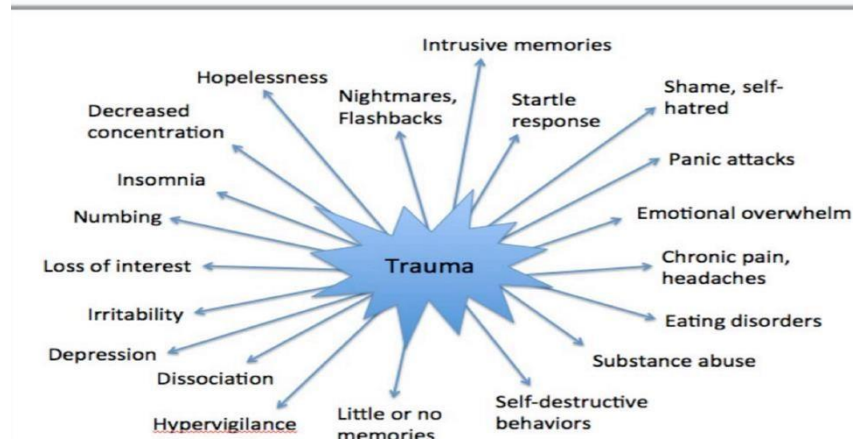 Intrusive memories
Hopelessness
Nightmares,
Flashbacks
Startle
response
Shame, self-
hatred
Decreased
concentration
Panic attacks
Insomnia
Numbing
Emotional overwhelm
Loss of interest
Trauma
Chronic pain,
headaches
Irritability
Eating disorders
Depression
Substance abuse
Dissociation
Hypervigilance
Little or no
memories
Self-destructive
behaviors